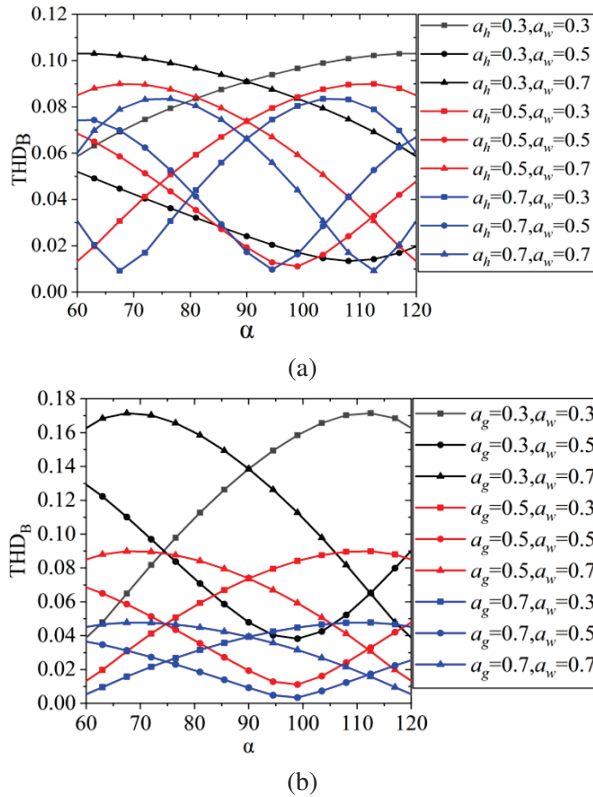 0.12
0.10
0.08
0.06
0.04
0.02
0.00
THD_B
60 70 80 90 100 110 120
α
a_h=0.3,a_w=0.3
a_h=0.3,a_w=0.5
a_h=0.3,a_w=0.7
a_h=0.5,a_w=0.3
a_h=0.5,a_w=0.5
a_h=0.5,a_w=0.7
a_h=0.7,a_w=0.3
a_h=0.7,a_w=0.5
a_h=0.7,a_w=0.7
(a)
0.18
0.16
0.14
0.12
0.10
0.08
0.06
0.04
0.02
0.00
THD_B
60 70 80 90 100 110 120
α
a_g=0.3,a_w=0.3
a_g=0.3,a_w=0.5
a_g=0.3,a_w=0.7
a_g=0.5,a_w=0.3
a_g=0.5,a_w=0.5
a_g=0.5,a_w=0.7
a_g=0.7,a_w=0.3
a_g=0.7,a_w=0.5
a_g=0.7,a_w=0.7
(b)